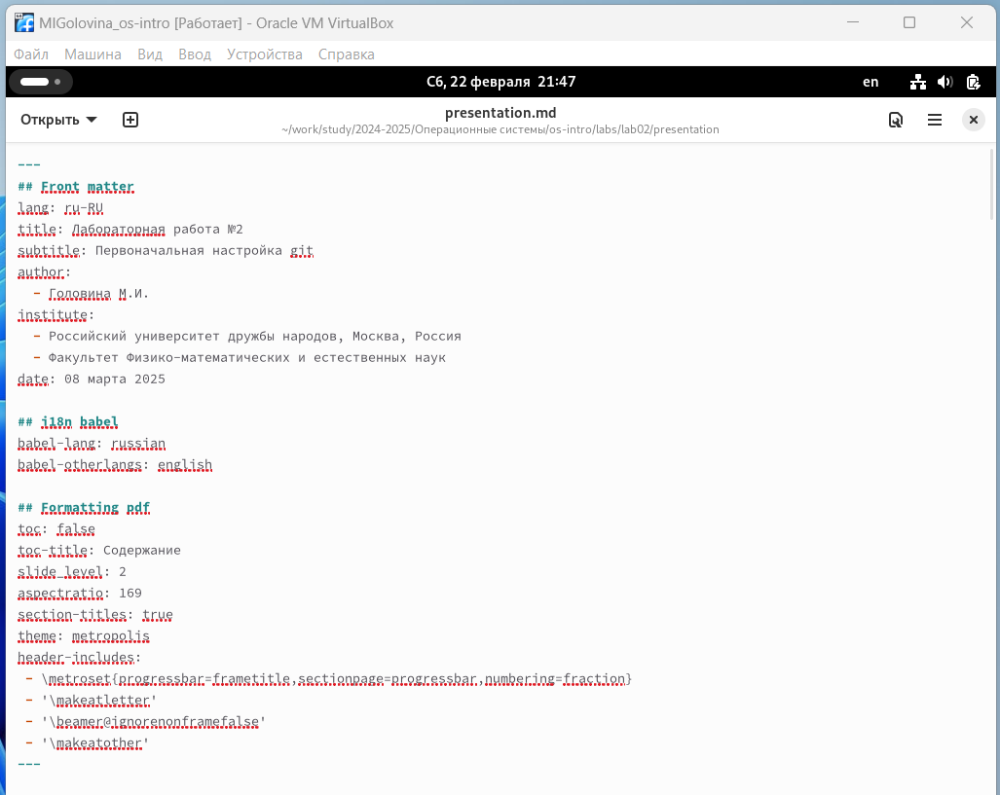 MIGolovina_os-intro [Работает] - Oracle VM VirtualBox
Файл Машина Вид Ввод Устройства Справка
Сб, 22 февраля 21:47
en
Открыть
presentation.md
~/work/study/2024-2025/Операционные системы/os-intro/labs/lab02/presentation
---
## Front matter
lang: ru-RU
title: Лабораторная работа №2
subtitle: Первоначальная настройка git
author:
  - Головина М.И.
institute:
  - Российский университет дружбы народов, Москва, Россия
  - Факультет Физико-математических и естественных наук
date: 08 марта 2025
## i18n babel
babel-lang: russian
babel-otherlangs: english
## Formatting pdf
toc: false
toc-title: Содержание
slide_level: 2
aspectratio: 169
section-titles: true
theme: metropolis
header-includes:
 - \metroset{progressbar=frametitle,sectionpage=progressbar,numbering=fraction}
 - '\makeatletter'
 - '\beamer@ignorenonframefalse'
 - '\makeatother'
---